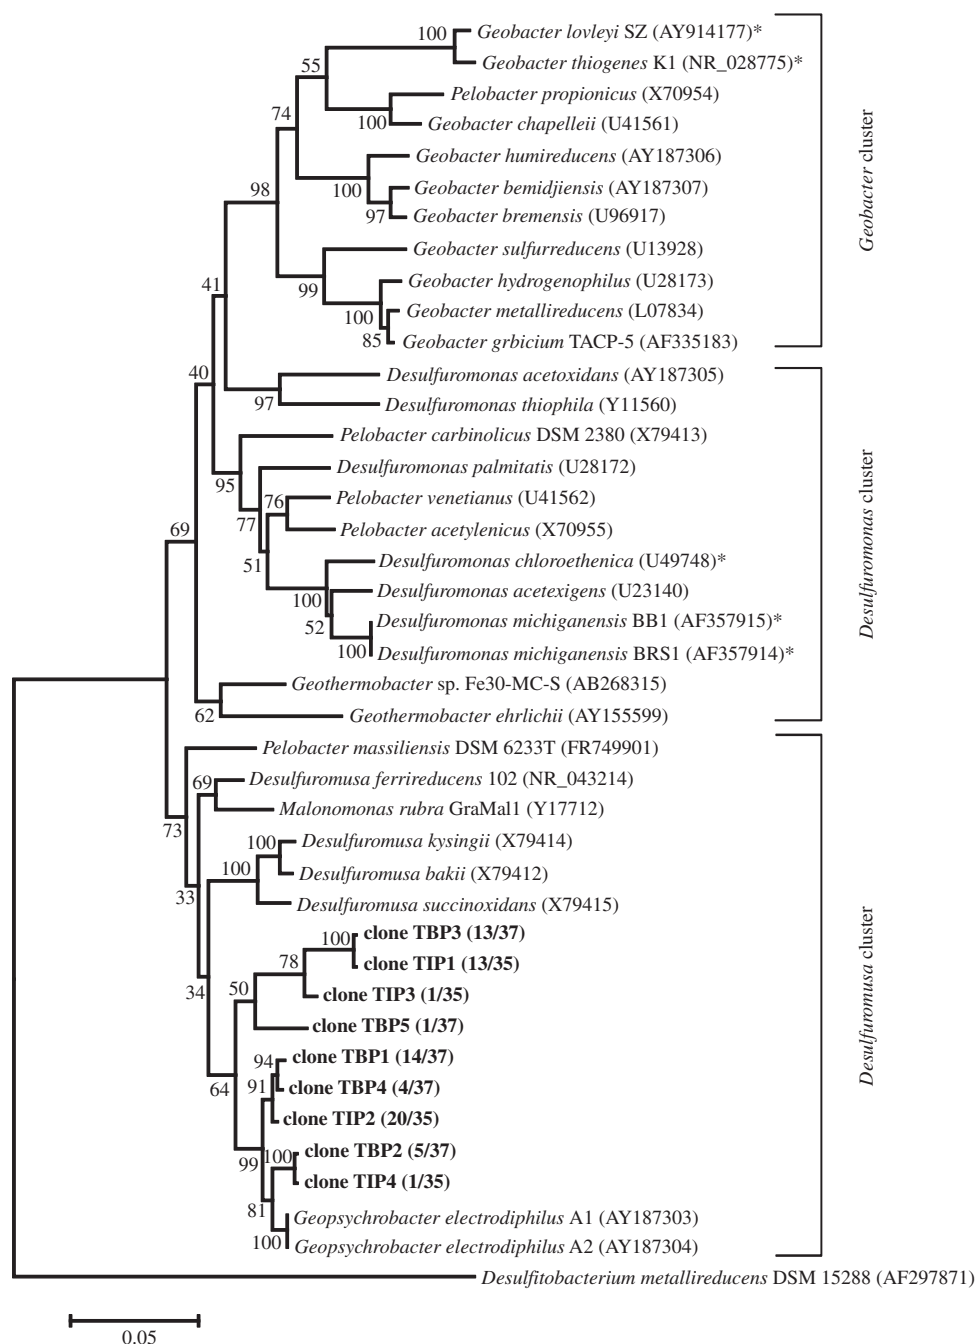 100
Geobacter lovleyi SZ (AY914177)*
Geobacter thiogenes K1 (NR_028775)*
55
Pelobacter propionicus (X70954)
100
Geobacter chapelleii (U41561)
74
Geobacter humireducens (AY187306)
100
Geobacter bemidjiensis (AY187307)
97
Geobacter bremensis (U96917)
98
Geobacter sulfurreducens (U13928)
99
Geobacter hydrogenophilus (U28173)
100
Geobacter metallireducens (L07834)
85
Geobacter grbicium TACP-5 (AF335183)
Geobacter cluster
41
40
Desulfuromonas acetoxidans (AY187305)
97
Desulfuromonas thiophila (Y11560)
Pelobacter carbinolicus DSM 2380 (X79413)
95
Desulfuromonas palmitatis (U28172)
77
76
Pelobacter venetianus (U41562)
Pelobacter acetylenicus (X70955)
51
Desulfuromonas chloroethenica (U49748)*
100
Desulfuromonas acetexigens (U23140)
52
Desulfuromonas michiganensis BB1 (AF357915)*
100
Desulfuromonas michiganensis BRS1 (AF357914)*
69
Geothermobacter sp. Fe30-MC-S (AB268315)
62
Geothermobacter ehrlichii (AY155599)
Desulfuromonas cluster
Pelobacter massiliensis DSM 6233T (FR749901)
73
69
Desulfuromusa ferrireducens 102 (NR_043214)
Malonomonas rubra GraMal1 (Y17712)
33
100
Desulfuromusa kysingii (X79414)
100
Desulfuromusa bakii (X79412)
Desulfuromusa succinoxidans (X79415)
34
100
clone TBP3 (13/37)
clone TIP1 (13/35)
78
clone TIP3 (1/35)
50
clone TBP5 (1/37)
64
94
clone TBP1 (14/37)
91
clone TBP4 (4/37)
clone TIP2 (20/35)
99
100
clone TBP2 (5/37)
clone TIP4 (1/35)
81
Geopsychrobacter electrodiphilus A1 (AY187303)
100
Geopsychrobacter electrodiphilus A2 (AY187304)
Desulfuromusa cluster
Desulfitobacterium metallireducens DSM 15288 (AF297871)
0.05